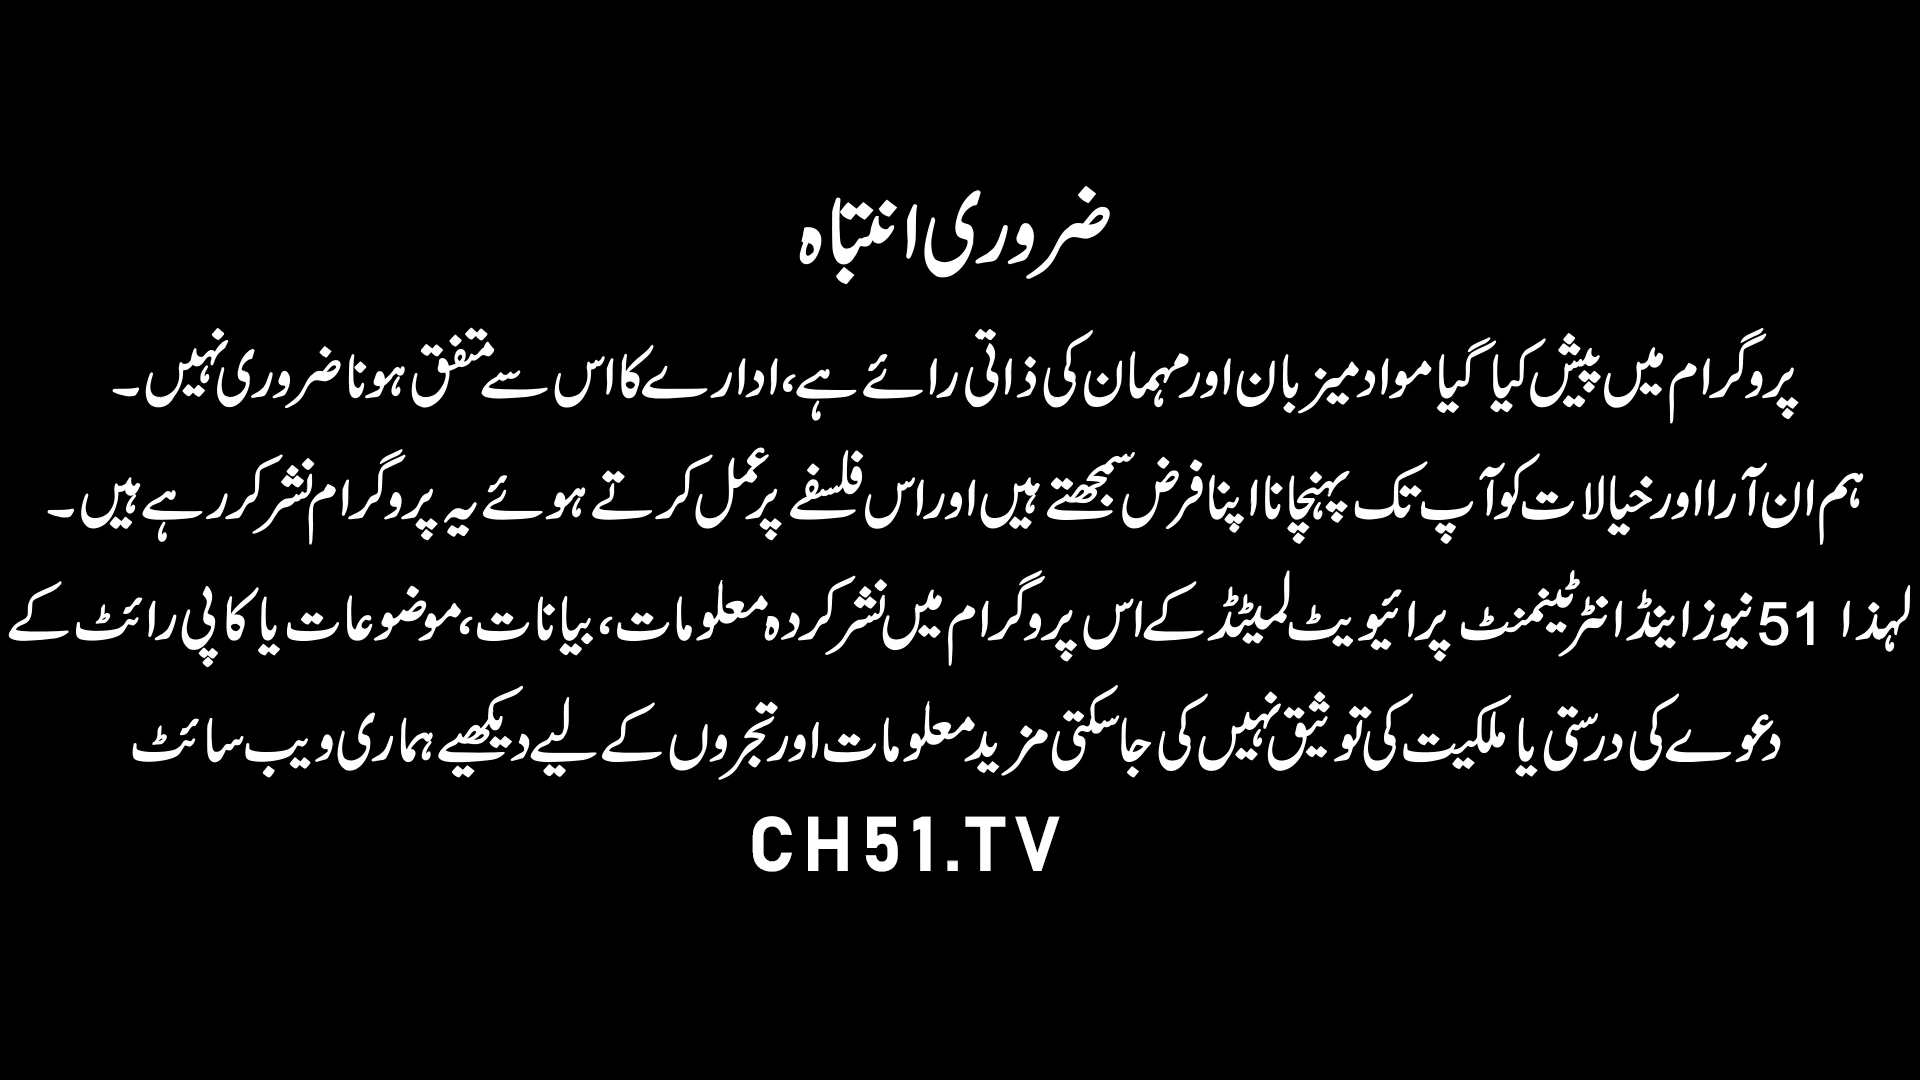 ضروری انتباہ
پروگرام میں پیش کیا گیا مواد میزبان اور مہمان کی ذاتی رائے ہے، ادارے کا اس سے متفق ہونا ضروری نہیں۔
ہم ان آرا اور خیالات کو آپ تک پہنچانا اپنا فرض سمجھتے ہیں اور اس فلسفے پر عمل کرتے ہوئے یہ پروگرام نشر کر رہے ہیں۔
لہذا 51 نیوز اینڈ انٹرٹینمنٹ پرائیویٹ لمیٹڈ کے اس پروگرام میں نشر کردہ معلومات، بیانات، موضوعات یا کاپی رائٹ کے
دعوے کی درستی یا ملکیت کی توثیق نہیں کی جا سکتی مزید معلومات اور تجزوں کے لیے دیکھیے ہماری ویب سائٹ
CH51.TV